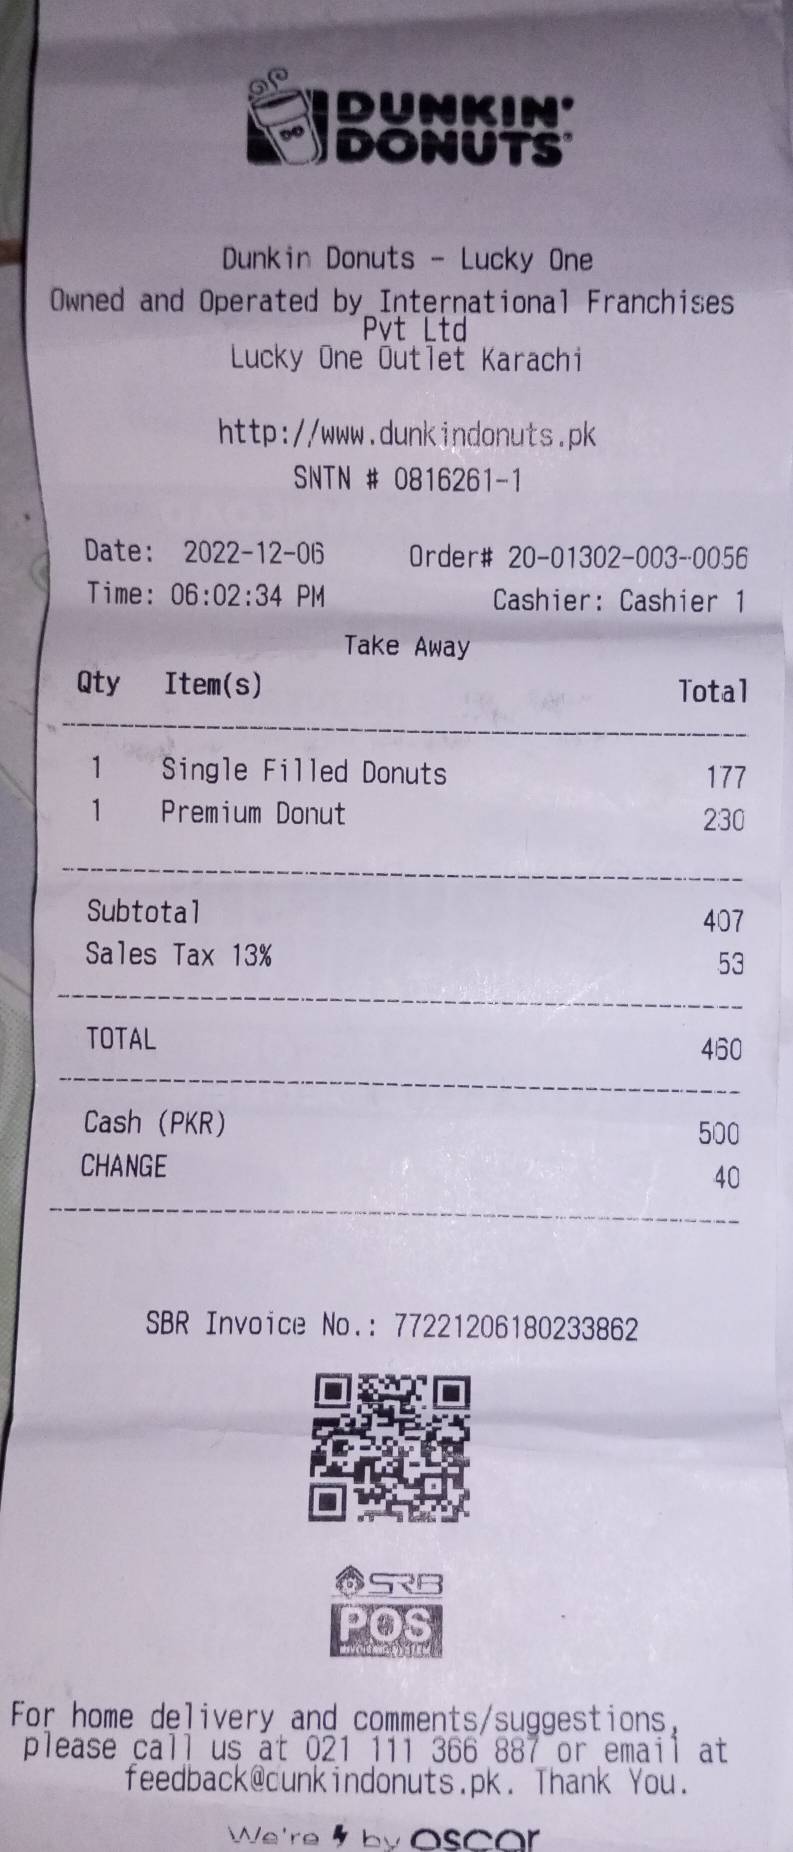 DUNKIN'
DONUTS
Dunkin Donuts - Lucky One
Owned and Operated by International Franchises
Pvt Ltd
Lucky One Outlet Karachi
http://www.dunkindonuts.pk
SNTN # 0816261-1
Date: 2022-12-06 Order# 20-01302-003-0056
Time: 06:02:34 PM Cashier: Cashier 1
Take Away
Qty Item(s) Total
1 Single Filled Donuts 177
1 Premium Donut 230
Subtotal 407
Sales Tax 13% 53
TOTAL 460
Cash (PKR) 500
CHANGE 40
SBR Invoice No.: 77221206180233862
SRB
POS
INVOICING SYSTEM
For home delivery and comments/suggestions,
please call us at 021 111 366 887 or email at
feedback@cunkindonuts.pk. Thank You.
We're by oscar